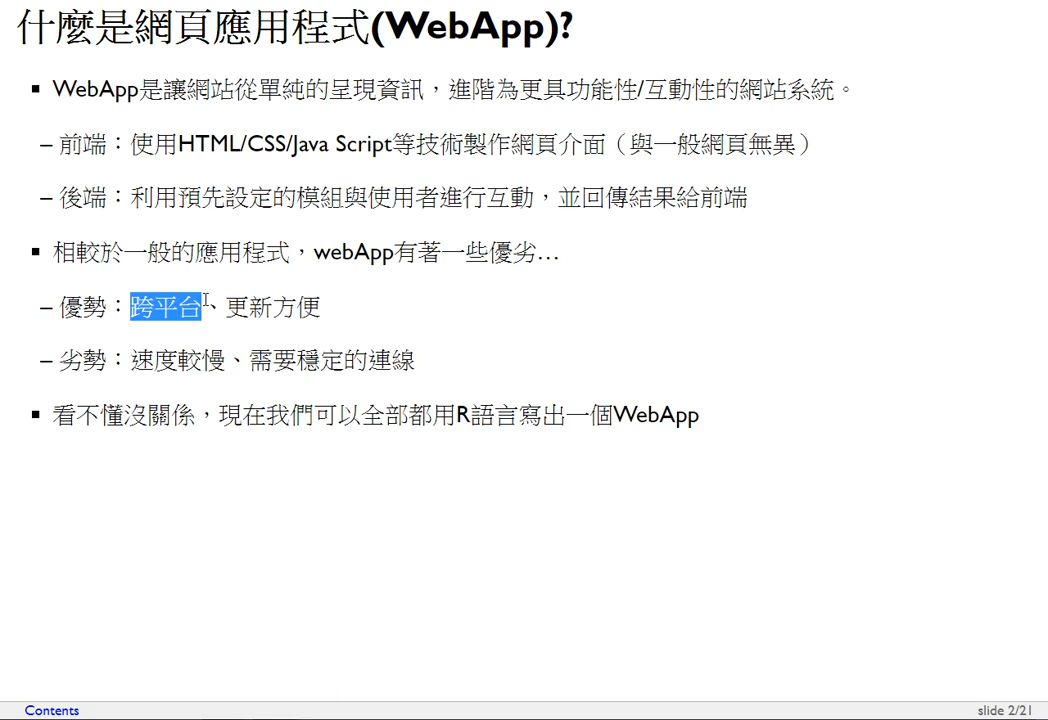 什麼是網頁應用程式(WebApp)?
▪ WebApp是讓網站從單純的呈現資訊，進階為更具功能性/互動性的網站系統。
– 前端：使用HTML/CSS/Java Script等技術製作網頁介面（與一般網頁無異）
– 後端：利用預先設定的模組與使用者進行互動，並回傳結果給前端
▪ 相較於一般的應用程式，webApp有著一些優劣…
– 優勢：跨平台、更新方便
– 劣勢：速度較慢、需要穩定的連線
▪ 看不懂沒關係，現在我們可以全部都用R語言寫出一個WebApp
Contents
slide 2/21